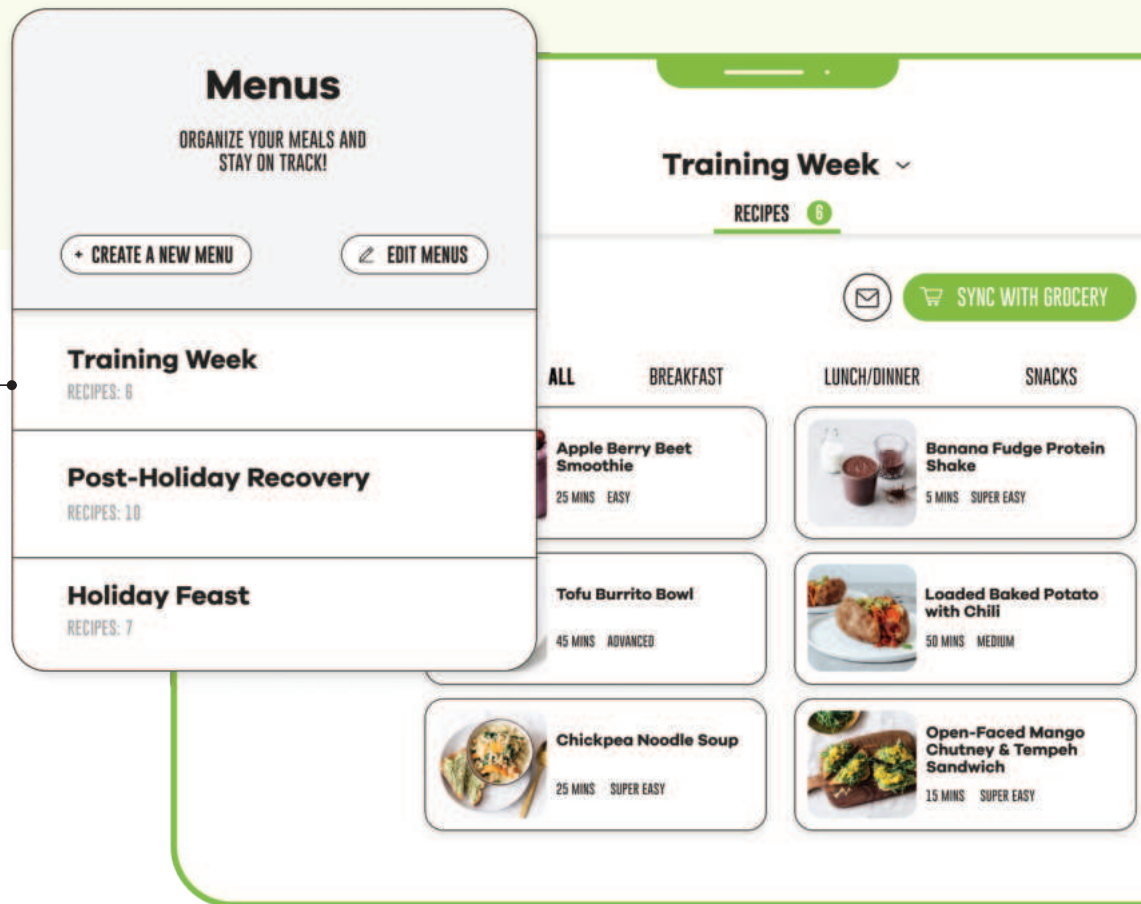 Menus
ORGANIZE YOUR MEALS AND
STAY ON TRACK!
+ CREATE A NEW MENU
EDIT MENUS
Training Week
RECIPES: 6
Post-Holiday Recovery
RECIPES: 10
Holiday Feast
RECIPES: 7
Training Week
RECIPES 6
SYNC WITH GROCERY
ALL BREAKFAST LUNCH/DINNER SNACKS
Apple Berry Beet
Smoothie
25 MINS EASY
Banana Fudge Protein
Shake
5 MINS SUPER EASY
Tofu Burrito Bowl
45 MINS ADVANCED
Loaded Baked Potato
with Chili
50 MINS MEDIUM
Chickpea Noodle Soup
25 MINS SUPER EASY
Open-Faced Mango
Chutney & Tempeh
Sandwich
15 MINS SUPER EASY